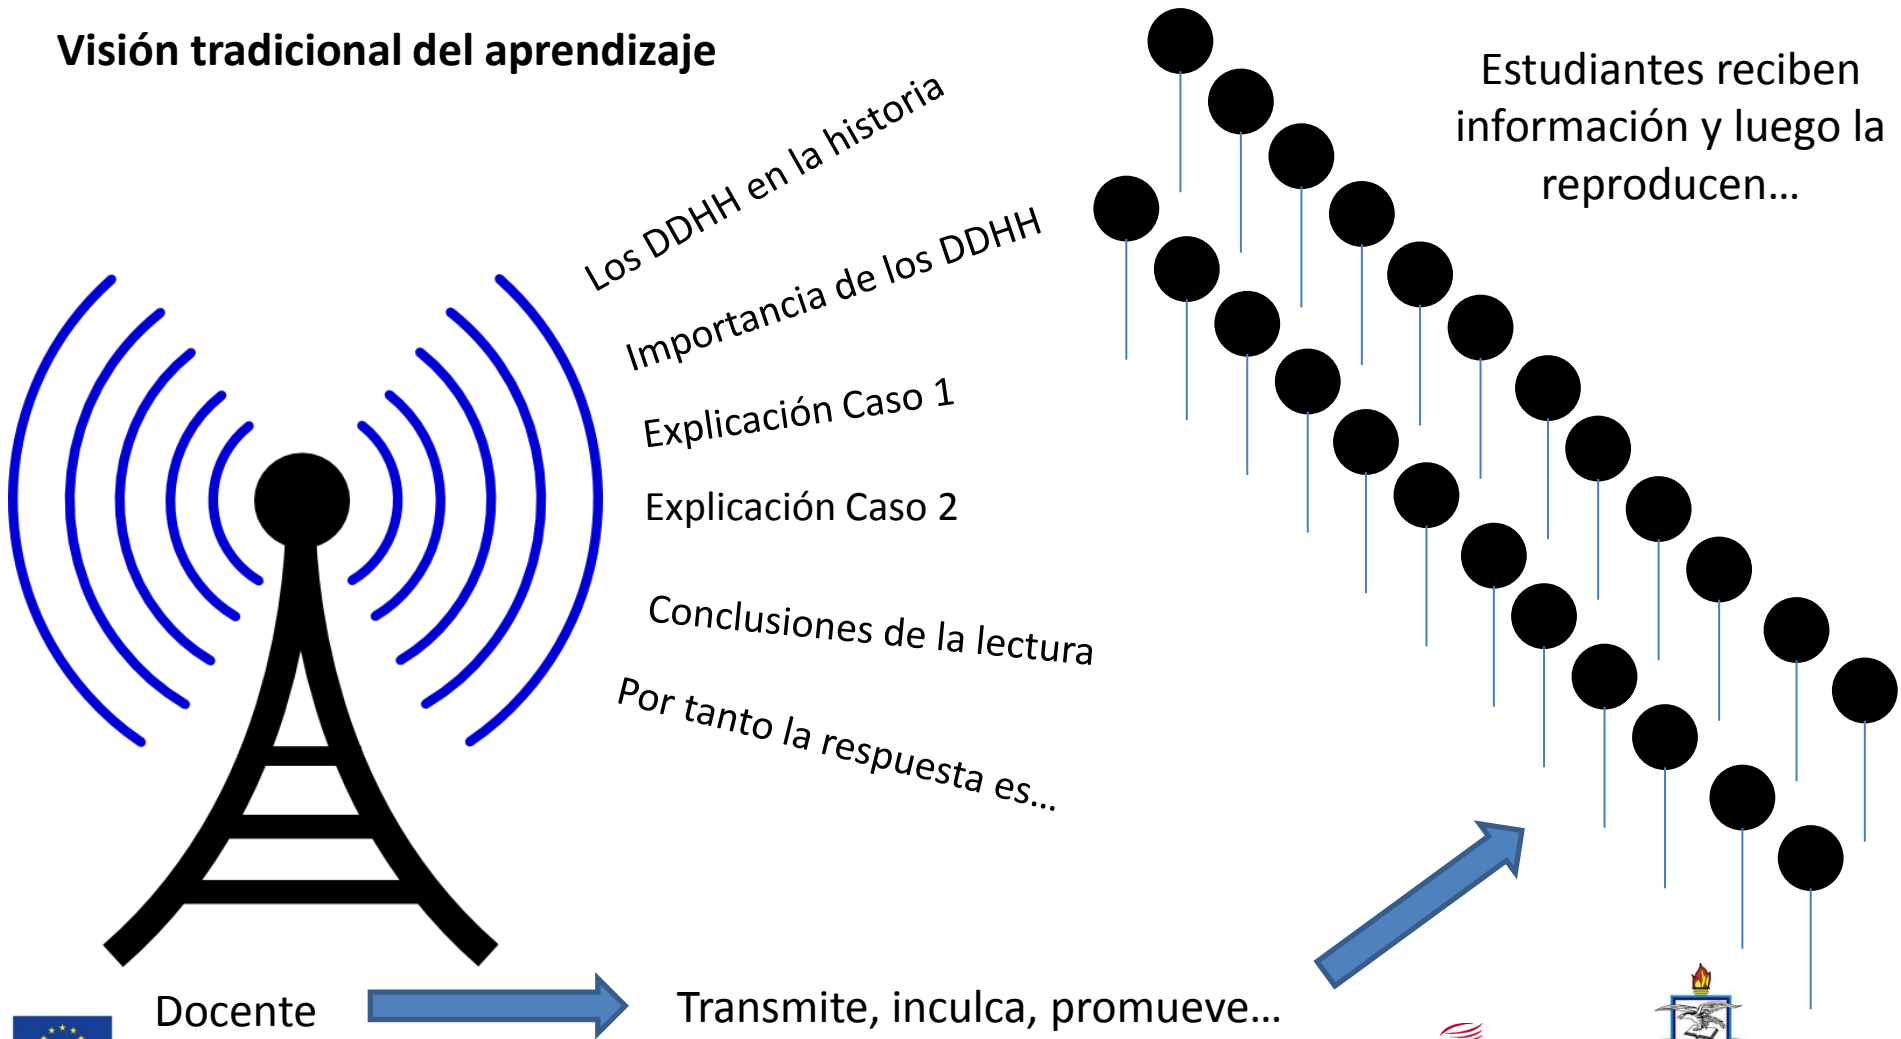 Visión tradicional del aprendizaje
Estudiantes reciben
información y luego la
reproducen…
Los DDHH en la historia
Importancia de los DDHH
Explicación Caso 1
Explicación Caso 2
Conclusiones de la lectura
Por tanto la respuesta es…
Docente
Transmite, inculca, promueve…